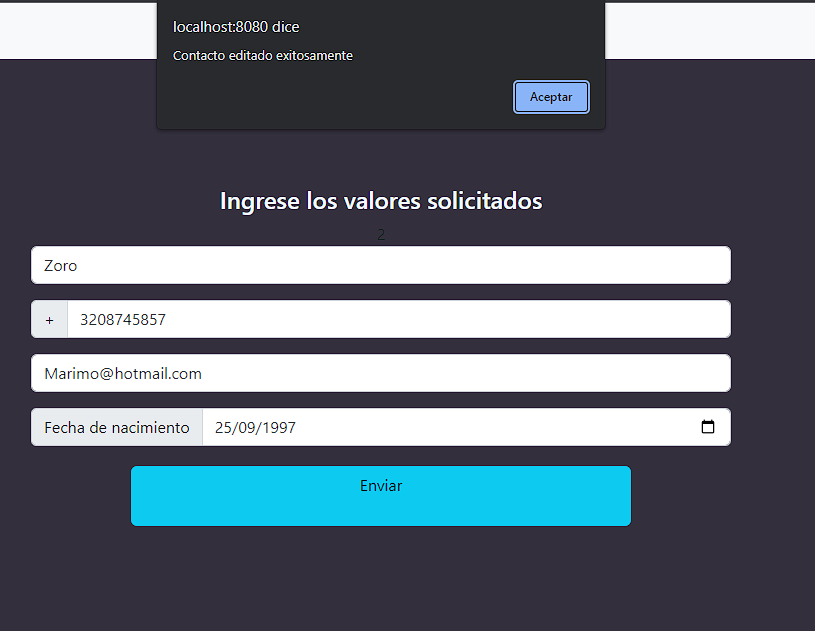 localhost:8080 dice
Contacto editado exitosamente
Aceptar
Ingrese los valores solicitados
2
Zoro
+ 3208745857
Marimo@hotmail.com
Fecha de nacimiento 25/09/1997
Enviar